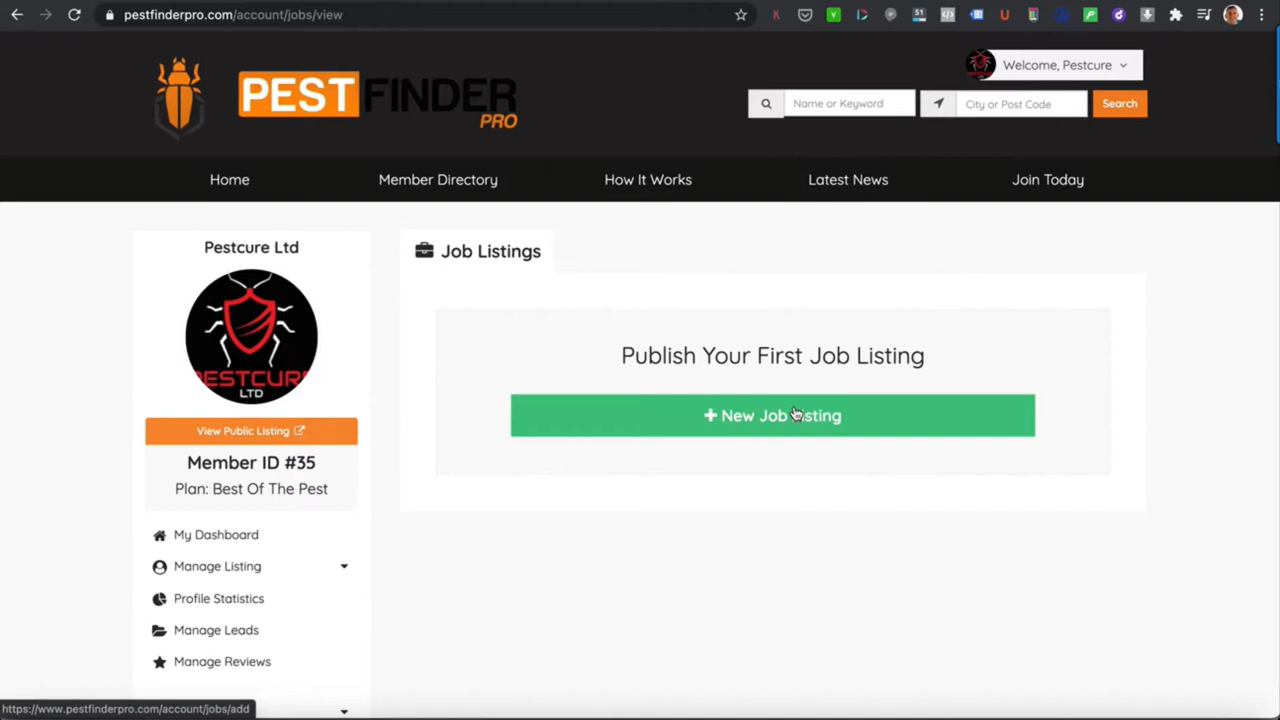 pestfinderpro.com/account/jobs/view
Welcome, Pestcure
PEST FINDER
PRO
Name or Keyword
City or Post Code
Search
Home
Member Directory
How It Works
Latest News
Join Today
Pestcure Ltd
PESTCURE
LTD
View Public Listing
Member ID #35
Plan: Best Of The Pest
My Dashboard
Manage Listing
Profile Statistics
Manage Leads
Manage Reviews
Job Listings
Publish Your First Job Listing
+ New Job Listing
https://www.pestfinderpro.com/account/jobs/add